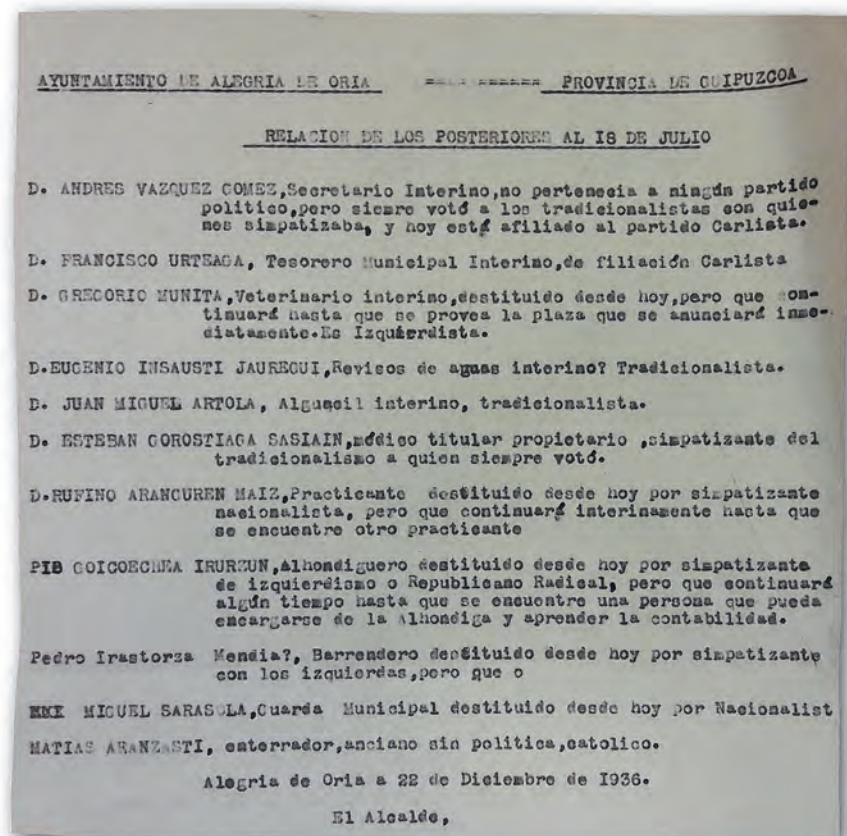 AYUNTAMIENTO DE ALEGRIA DE ORIA ==== ====== PROVINCIA DE GUIPUZCOA
RELACION DE LOS POSTERIORES AL I8 DE JULIO
D. ANDRES VAZQUEZ GOMEZ,Secretario Interino,no pertenecia a ningún partido
politico,pero siemre votó a los tradicionalistas con quie-
nes simpatizaba, y hoy está afiliado al partido Carlista.
D. FRANCISCO URTEAGA, Tesorero Municipal Interino,de filiación Carlista
D. GREGORIO MUNITA,Veterinario interino,destituido desde hoy,pero que con-
tinuará hasta que se provea la plaza que se anunciará inme-
diatamente.Es Izquierdista.
D.EUGENIO INSAUSTI JAUREGUI,Revisos de aguas interino? Tradicionalista.
D. JUAN MIGUEL ARTOLA, Alguacil interino, tradicionalista.
D. ESTEBAN GOROSTIAGA SASIAIN,médico titular propietario ,simpatizante del
tradicionalismo a quien siempre votó.
D.RUFINO ARANGUREN MAIZ,Practicante destituido desde hoy por simpatizante
nacionalista, pero que continuará interinamente hasta que
se encuentre otro practicante
PIB GOICOECHEA IRURZUN,Alhondiguero destituido desde hoy por simpatizante
de izquierdismo o Republicano Radical, pero que continuará
algún tiempo hasta que se encuentre una persona que pueda
encargarse de la Alhondiga y aprender la contabilidad.
Pedro Irastorza Mendia?, Barrendero destituido desde hoy por simpatizante
con los izquierdas,pero que o
MIGUEL SARASOLA,Guarda Municipal destituido desde hoy por Nacionalist
MATIAS ARANZASTI, enterrador,anciano sin politica,catolico.
Alegria de Oria a 22 de Diciembre de I936.
El Alcalde,